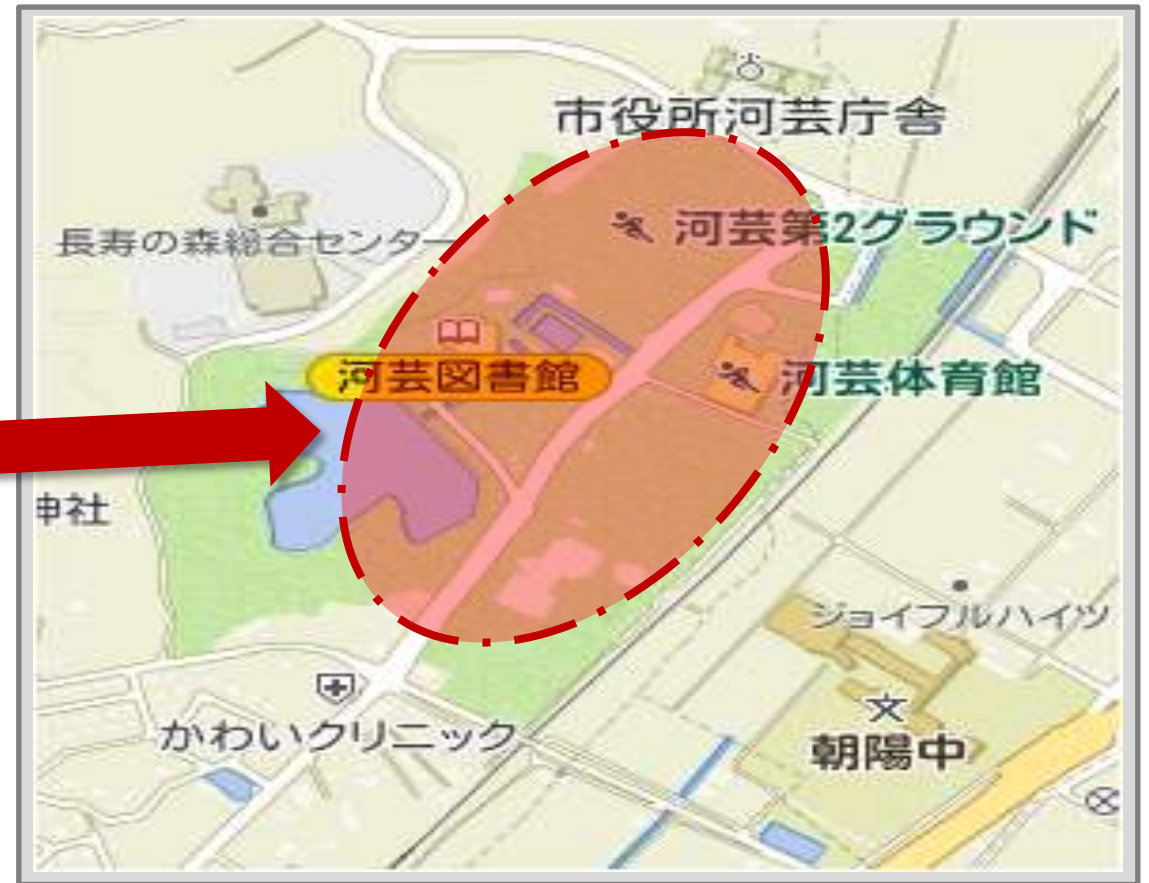 市役所河芸庁舎
河芸第2グラウンド
長寿の森総合センター
河芸図書館
河芸体育館
神社
ジョイフルハイツ
かわいクリニック
朝陽中